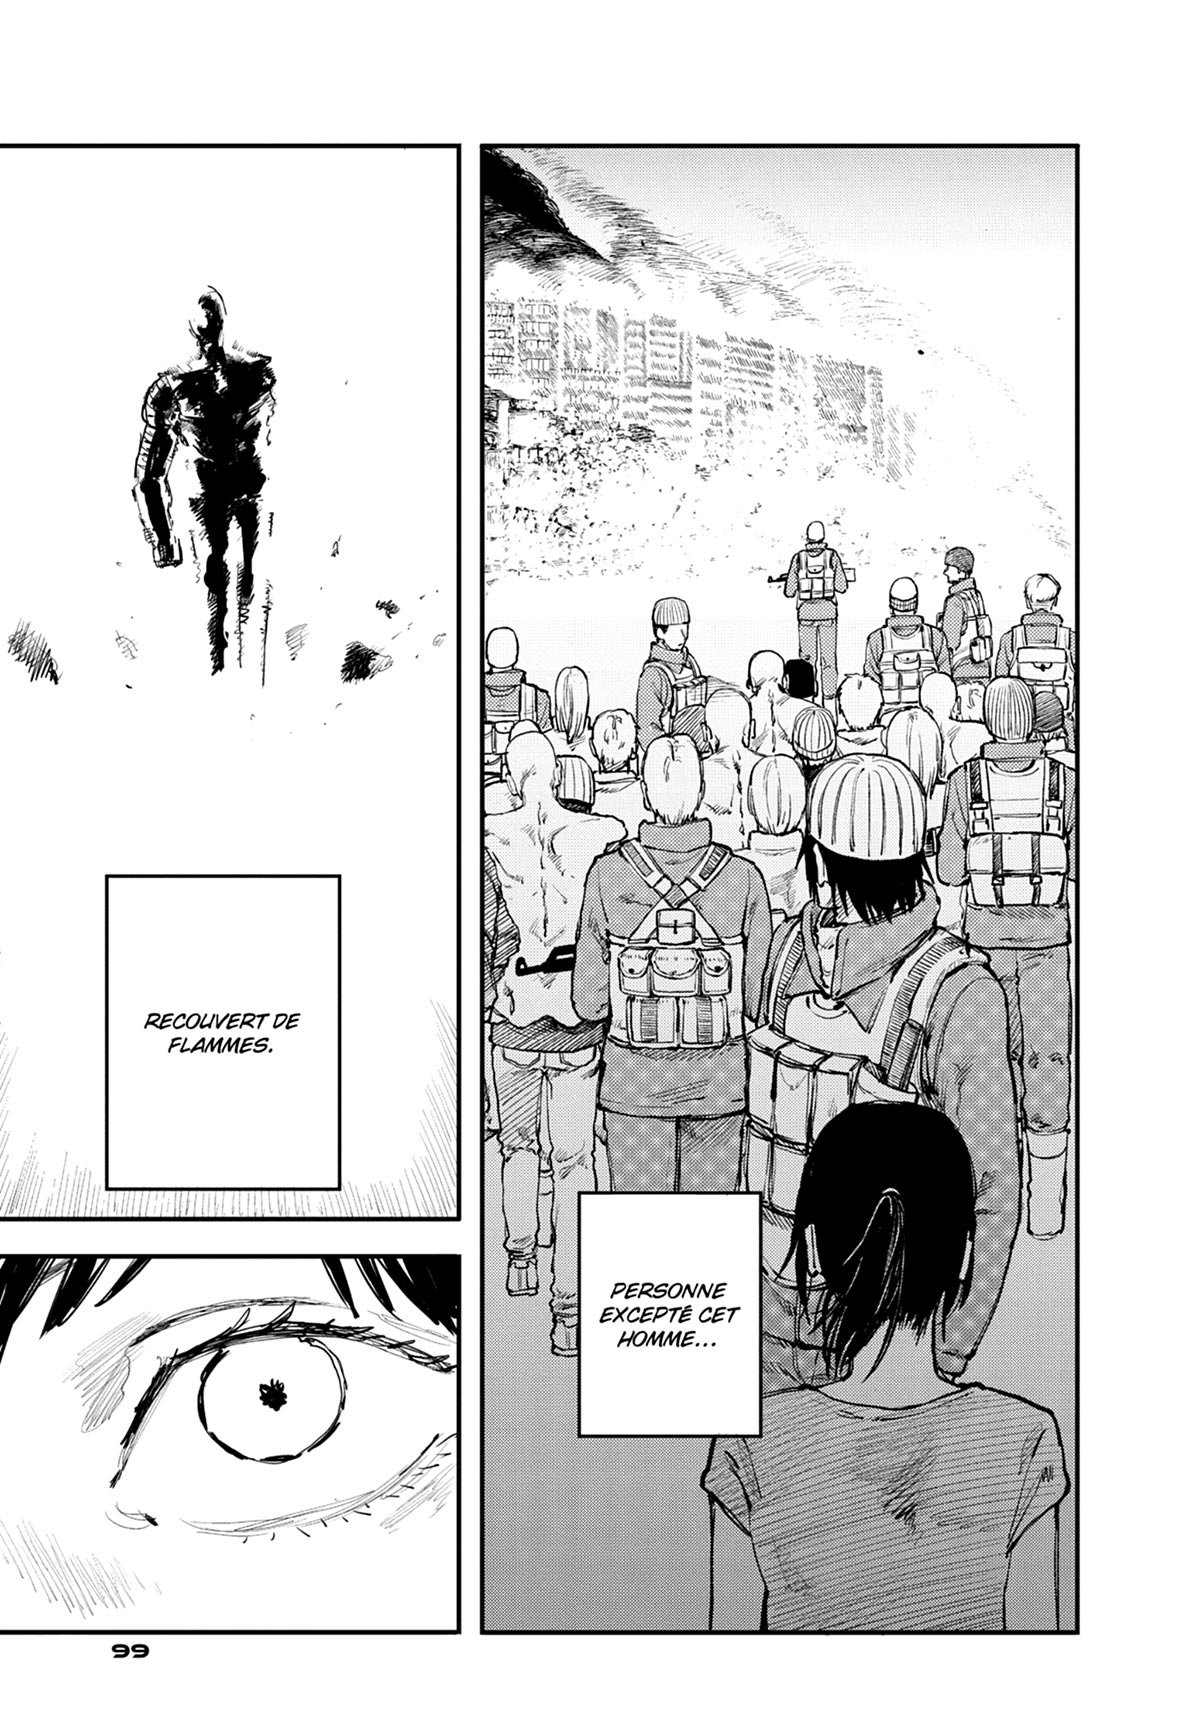 PERSONNE
EXCEPTÉ CET
HOMME...
RECOUVERT DE
FLAMMES.
99